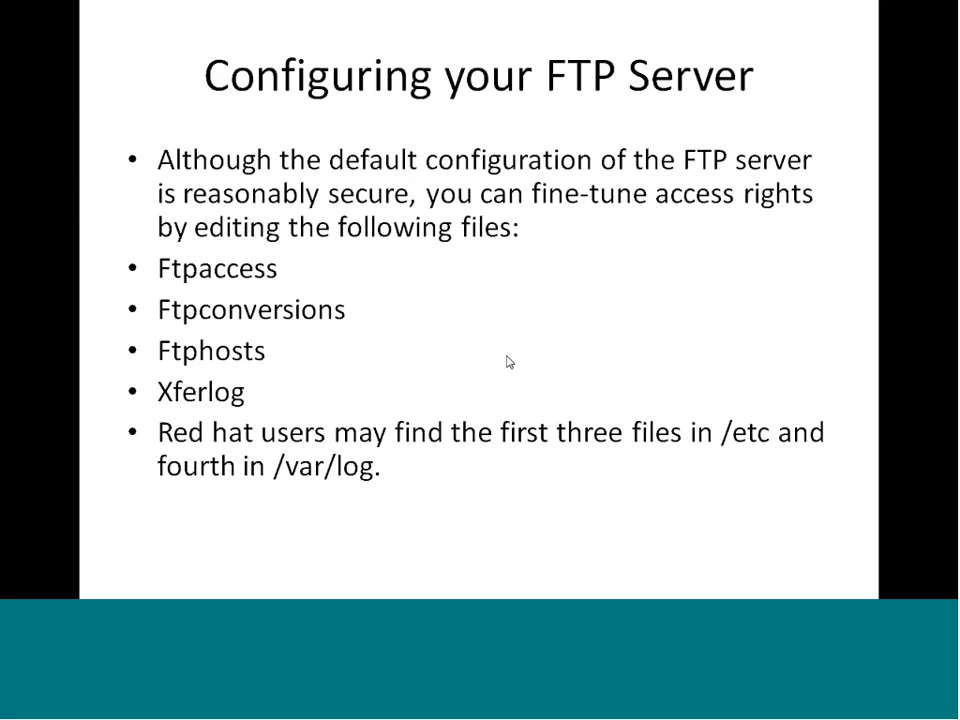 Configuring your FTP Server
• Although the default configuration of the FTP server
is reasonably secure, you can fine-tune access rights
by editing the following files:
• Ftpaccess
• Ftpconversions
• Ftphosts
• Xferlog
• Red hat users may find the first three files in /etc and
fourth in /var/log.